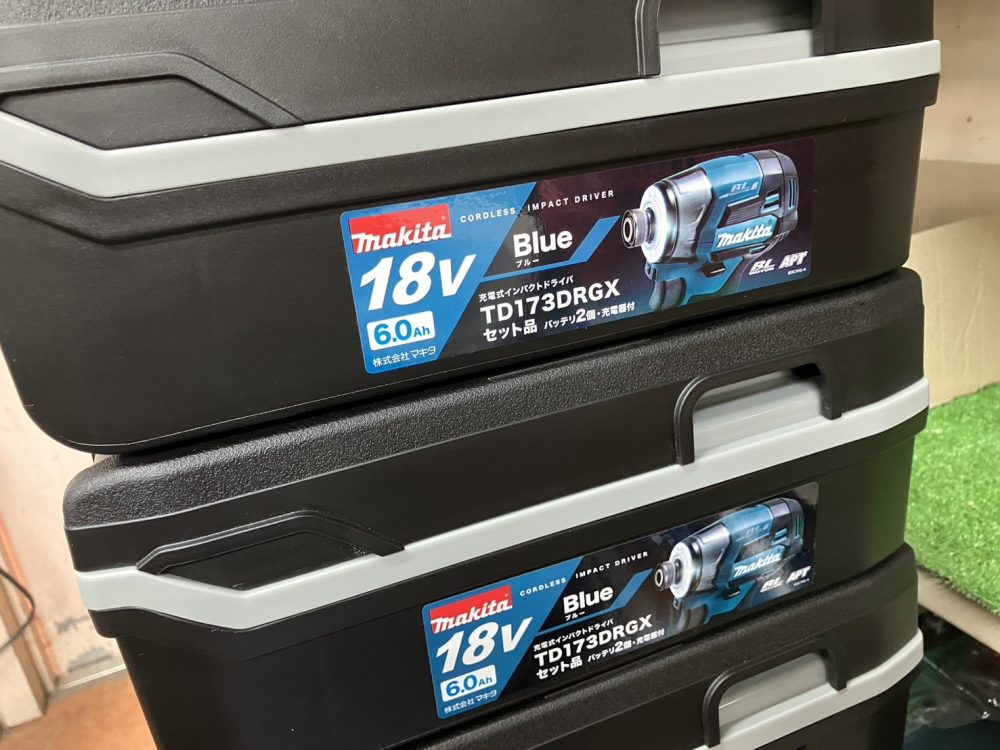 makita
CORDLESS IMPACT DRIVER
18V
Blue
ブルー
6.0Ah
充電式インパクトドライバ
TD173DRGX
セット品 バッテリ2個・充電器付
株式会社マキタ
BL MOTOR
makita
BL MOTOR APT
makita
CORDLESS IMPACT DRIVER
18V
Blue
ブルー
6.0Ah
充電式インパクトドライバ
TD173DRGX
セット品 バッテリ2個・充電器付
株式会社マキタ
BL
makita
BL MOTOR APT